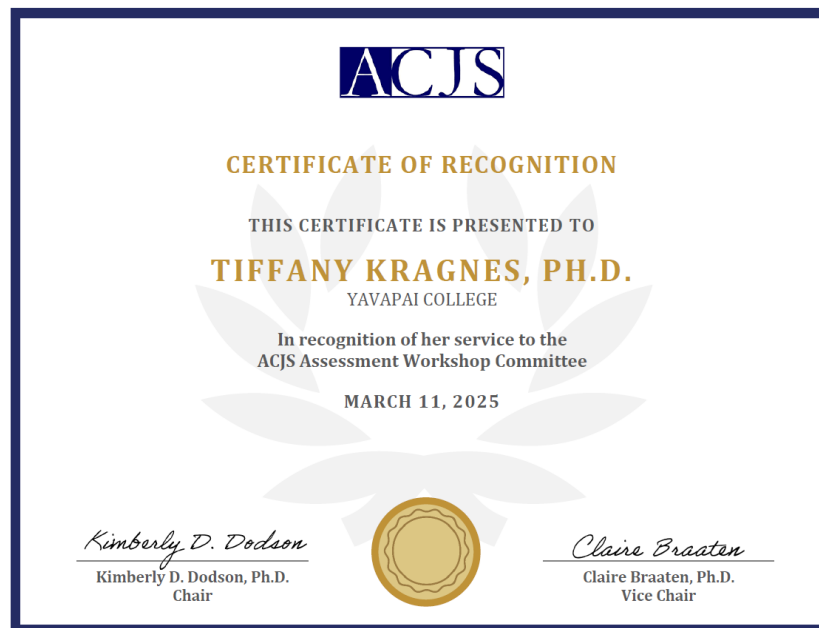 ACJS
CERTIFICATE OF RECOGNITION
THIS CERTIFICATE IS PRESENTED TO
TIFFANY KRAGNES, PH.D.
YAVAPAI COLLEGE
In recognition of her service to the
ACJS Assessment Workshop Committee
MARCH 11, 2025
Kimberly D. Dodson
Kimberly D. Dodson, Ph.D.
Chair
Claire Braaten
Claire Braaten, Ph.D.
Vice Chair